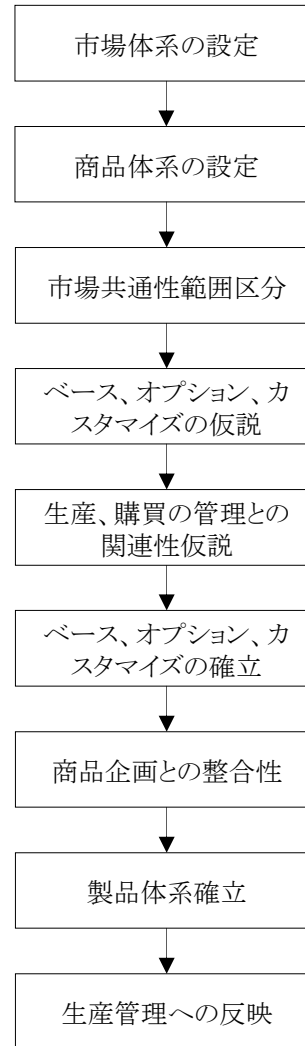 市場体系の設定
商品体系の設定
市場共通性範囲区分
ベース、オプション、カ
スタマイズの仮説
生産、購買の管理との
関連性仮説
ベース、オプション、カ
スタマイズの確立
商品企画との整合性
製品体系確立
生産管理への反映